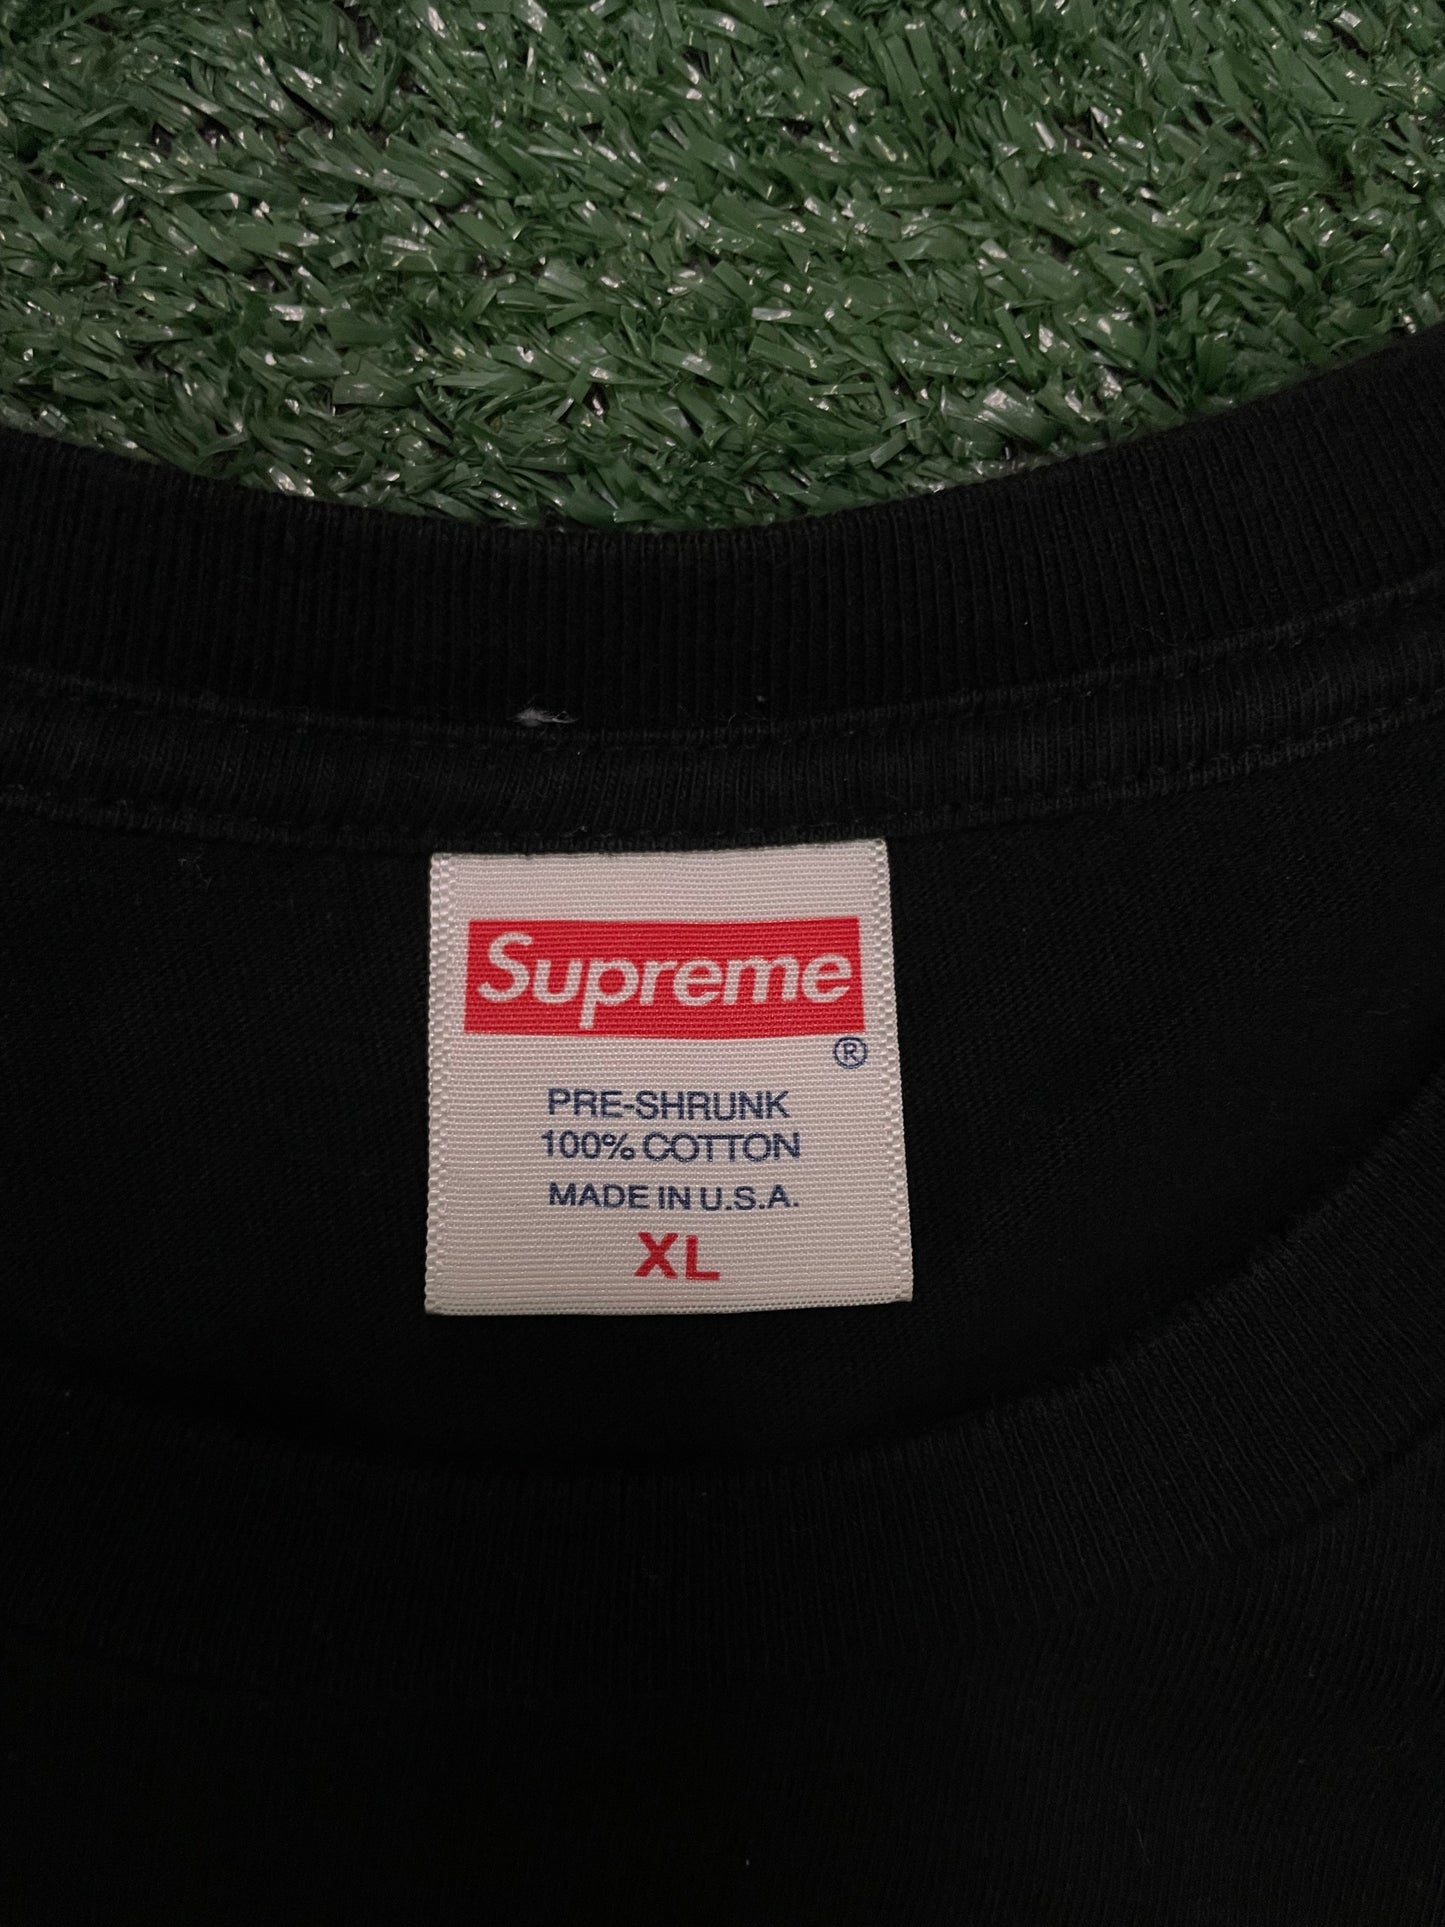 Supreme
®
PRE-SHRUNK
100% COTTON
MADE IN U.S.A.
XL